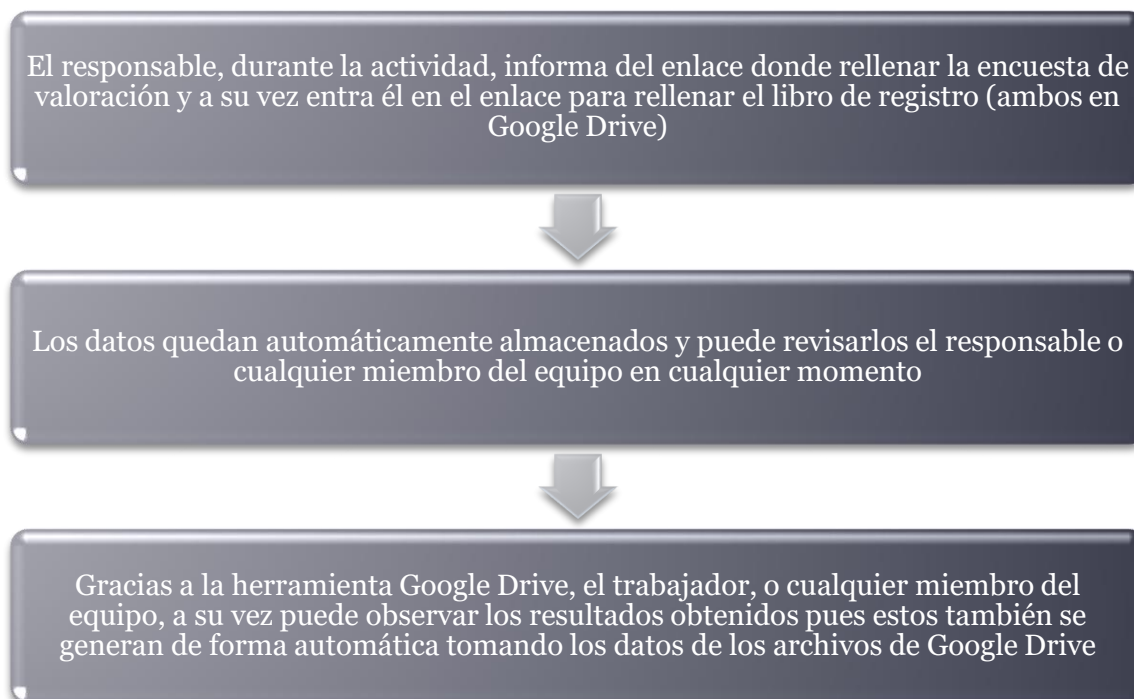 El responsable, durante la actividad, informa del enlace donde rellenar la encuesta de
valoración y a su vez entra él en el enlace para rellenar el libro de registro (ambos en
Google Drive)
Los datos quedan automáticamente almacenados y puede revisarlos el responsable o
cualquier miembro del equipo en cualquier momento
Gracias a la herramienta Google Drive, el trabajador, o cualquier miembro del
equipo, a su vez puede observar los resultados obtenidos pues estos también se
generan de forma automática tomando los datos de los archivos de Google Drive